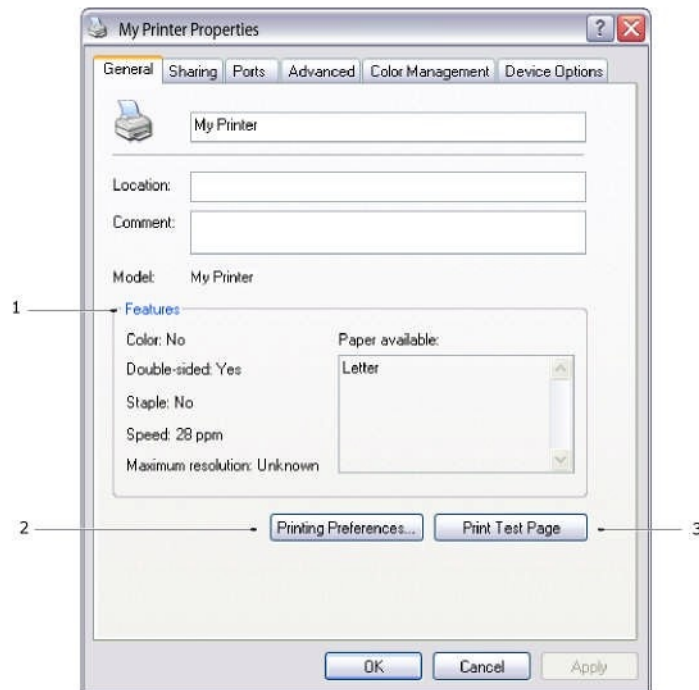 My Printer Properties
General Sharing Ports Advanced Color Management Device Options
My Printer
Location:
Comment:
Model: My Printer
1
Features
Color: No
Double-sided: Yes
Staple: No
Speed: 28 ppm
Maximum resolution: Unknown
Paper available:
Letter
2
Printing Preferences...
Print Test Page
3
OK Cancel Apply